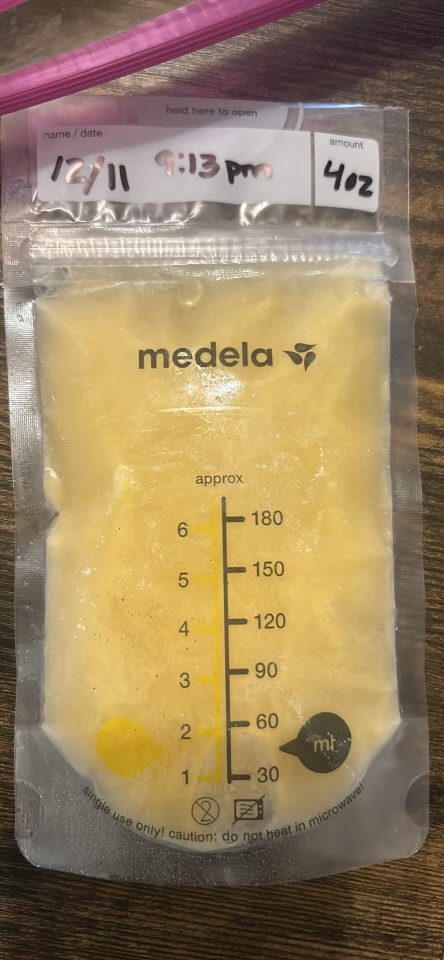 hold here to open
name / date
amount
12/11 9:13 pm
4oz
medela
approx
6 180
5 150
4 120
3 90
2 60
ml
1 30
single use only! caution: do not heat in microwave!